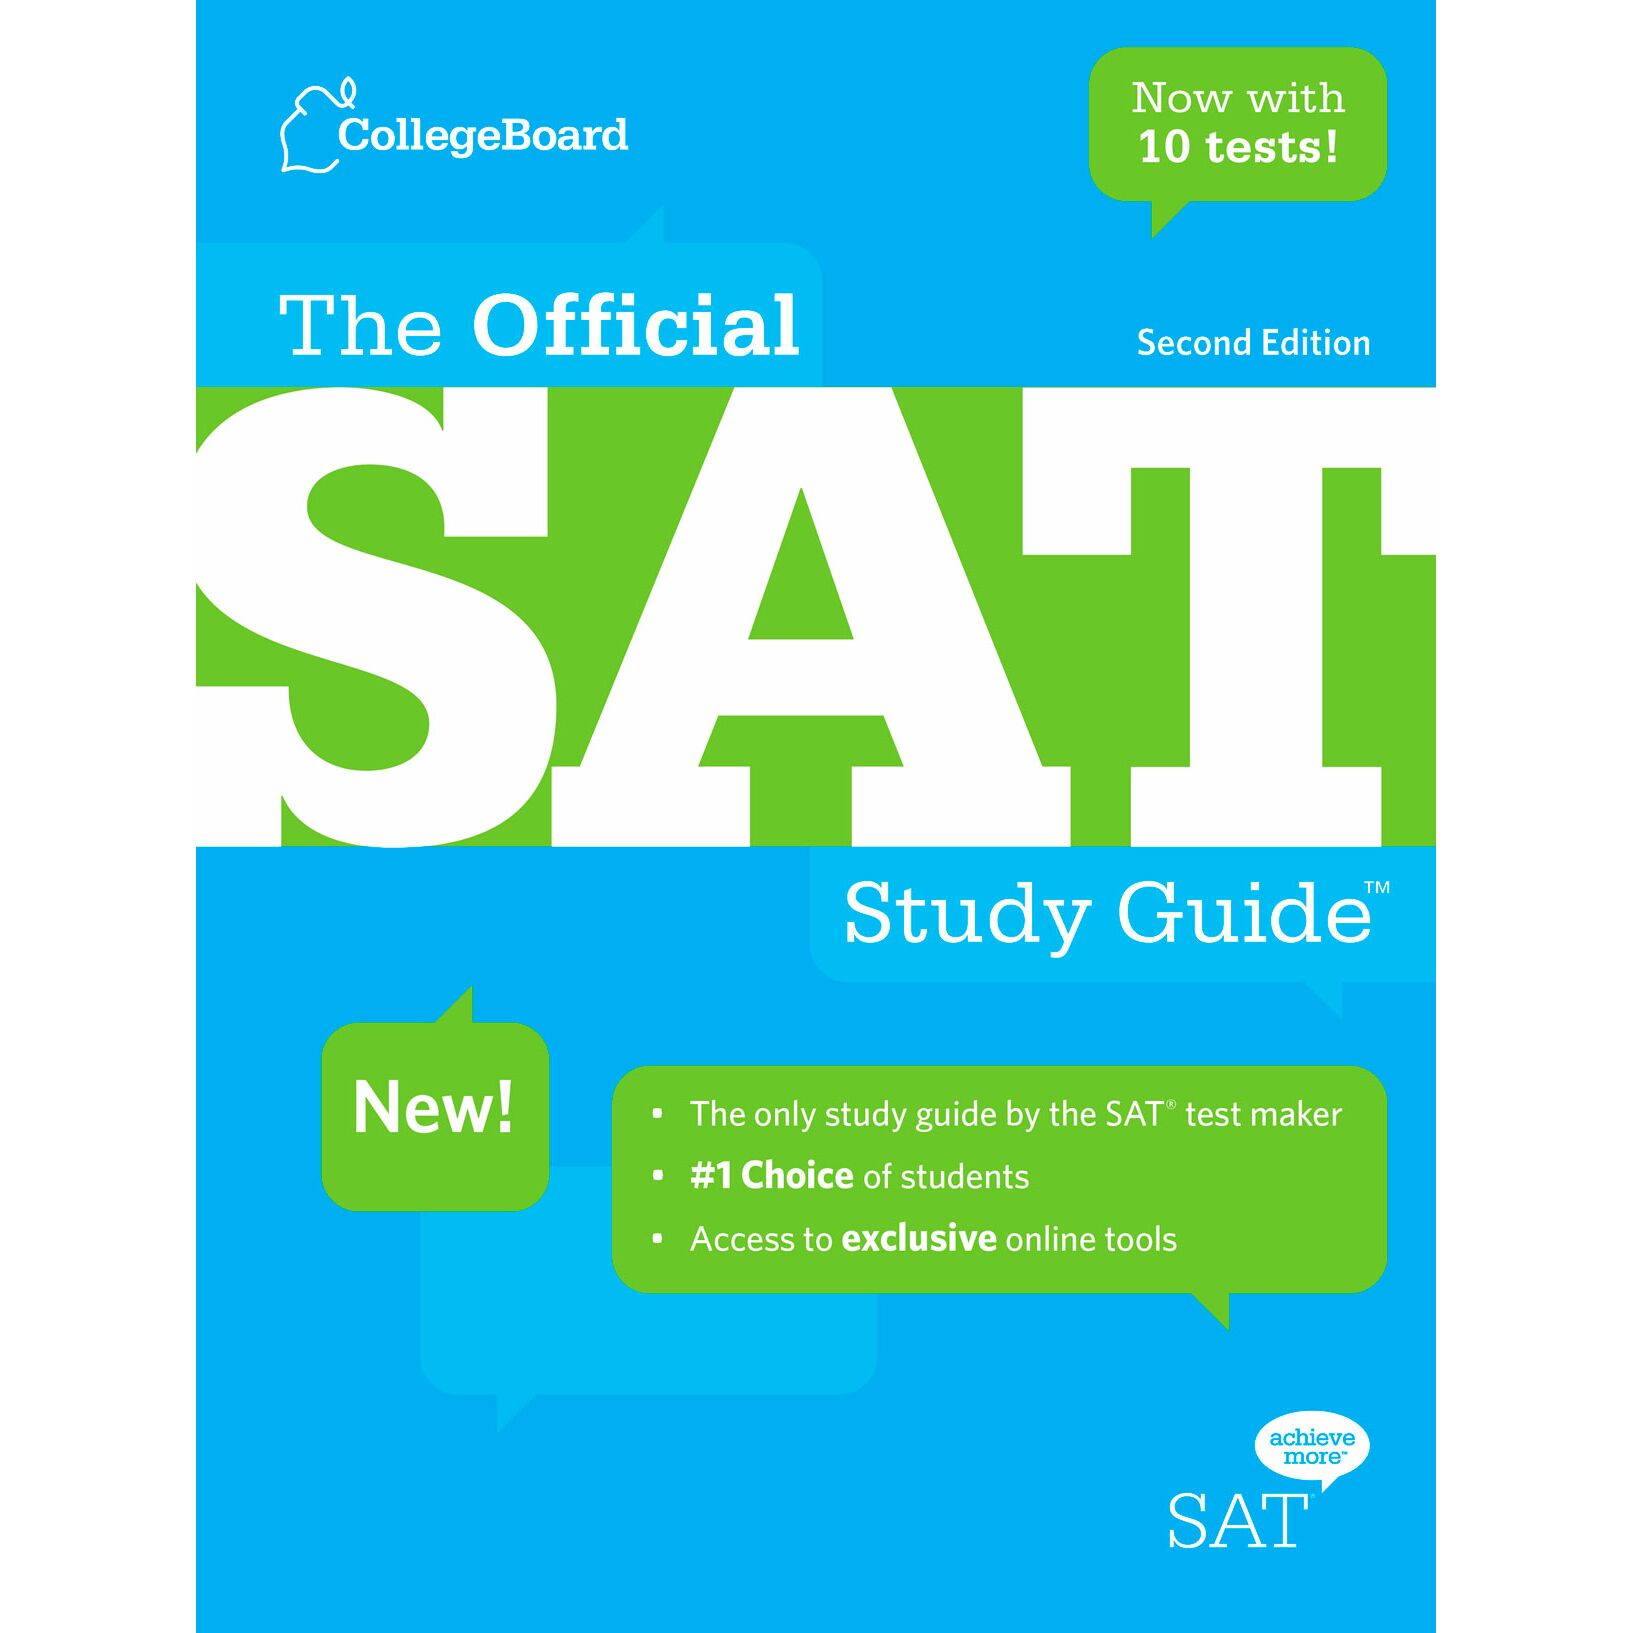 CollegeBoard
Now with
10 tests!
The Official
Second Edition
SAT
Study Guide™
New!
• The only study guide by the SAT® test maker
• #1 Choice of students
• Access to exclusive online tools
achieve
more™
SAT®